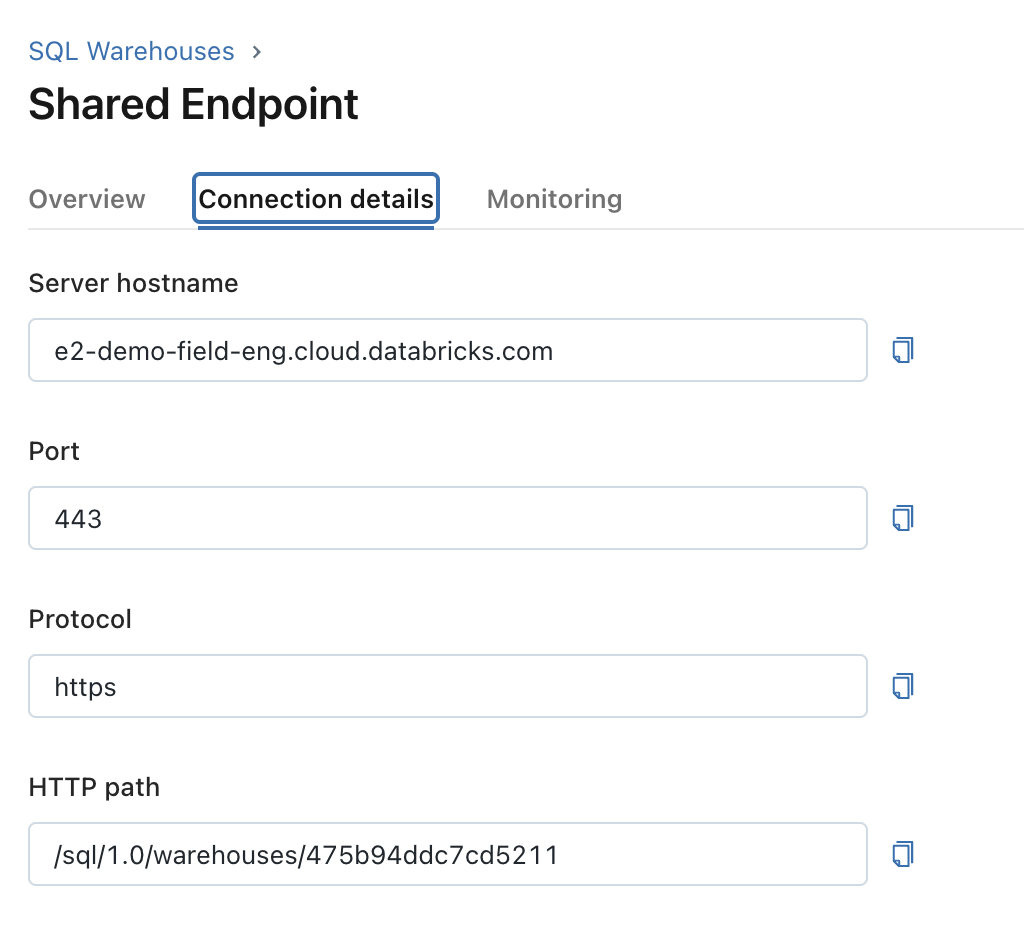 SQL Warehouses >
Shared Endpoint
Overview Connection details Monitoring
Server hostname
e2-demo-field-eng.cloud.databricks.com
Port
443
Protocol
https
HTTP path
/sql/1.0/warehouses/475b94ddc7cd5211